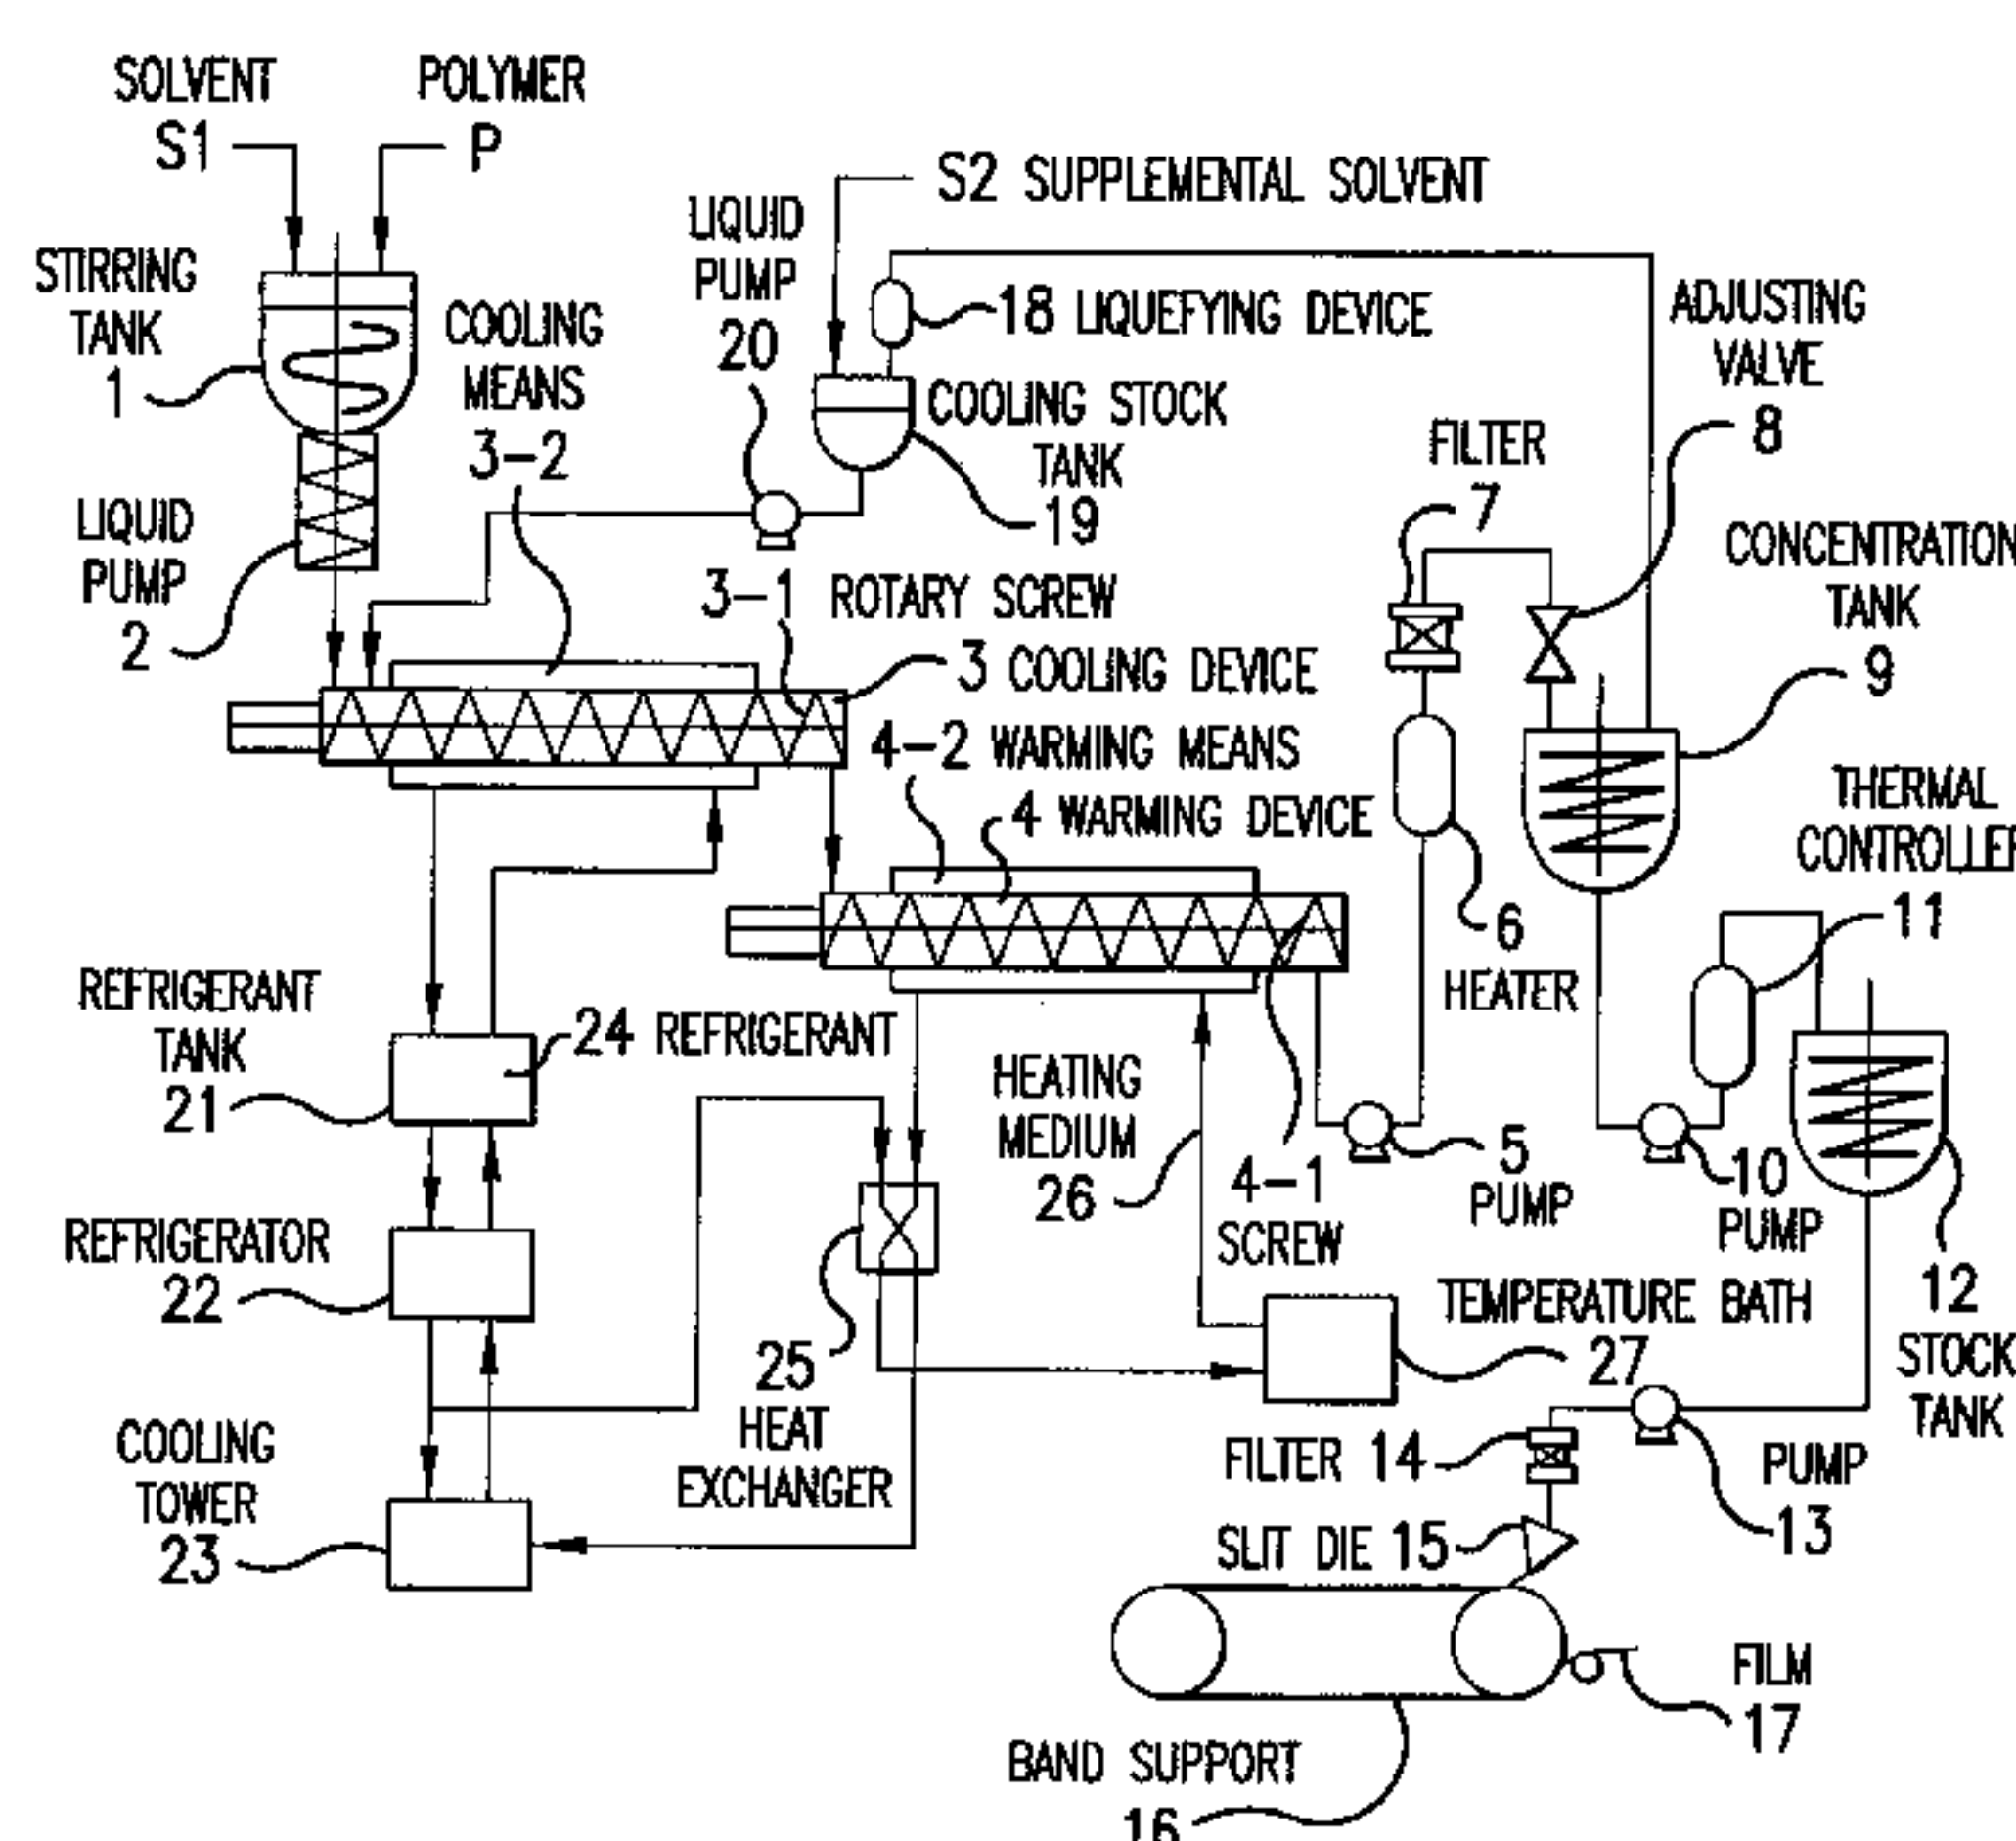 SOLVENT
S1
POLYMER
P
S2 SUPPLEMENTAL SOLVENT
STIRRING
TANK
1
COOLING
MEANS
3-2
LIQUID
PUMP
20
18 LIQUEFYING DEVICE
ADJUSTING
VALVE
8
COOLING STOCK
TANK
19
FILTER
7
LIQUID
PUMP
2
CONCENTRATION
TANK
9
3-1 ROTARY SCREW
3 COOLING DEVICE
4-2 WARMING MEANS
4 WARMING DEVICE
THERMAL
CONTROLLER
11
6
HEATER
REFRIGERANT
TANK
21
24 REFRIGERANT
HEATING
MEDIUM
26
4-1
SCREW
5
PUMP
10
PUMP
REFRIGERATOR
22
12
STOCK
TANK
TEMPERATURE BATH
27
25
HEAT
EXCHANGER
COOLING
TOWER
23
FILTER 14
PUMP
13
SLIT DIE 15
FILM
17
BAND SUPPORT
16